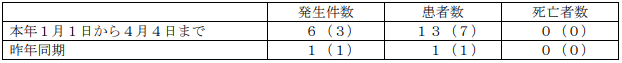 発生件数 患者数 死亡者数
本年１月１日から４月４日まで ６（３） １３（７） ０（０）
昨年同期 １（１） １（１） ０（０）